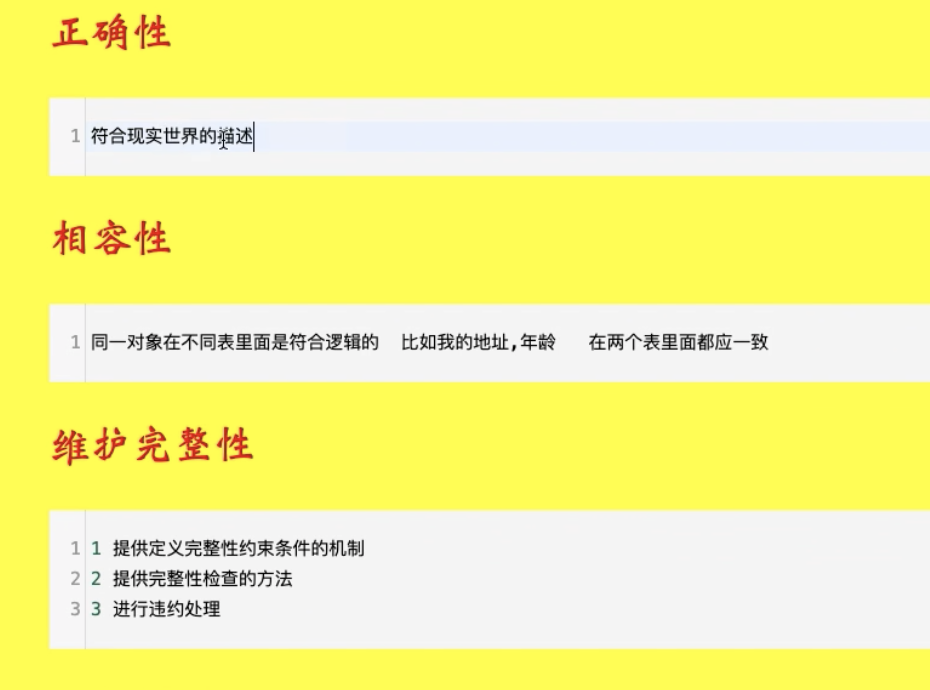 正确性
1 符合现实世界的描述
相容性
1 同一对象在不同表里面是符合逻辑的 比如我的地址,年龄 在两个表里面都应一致
维护完整性
1 1 提供定义完整性约束条件的机制
2 2 提供完整性检查的方法
3 3 进行违约处理